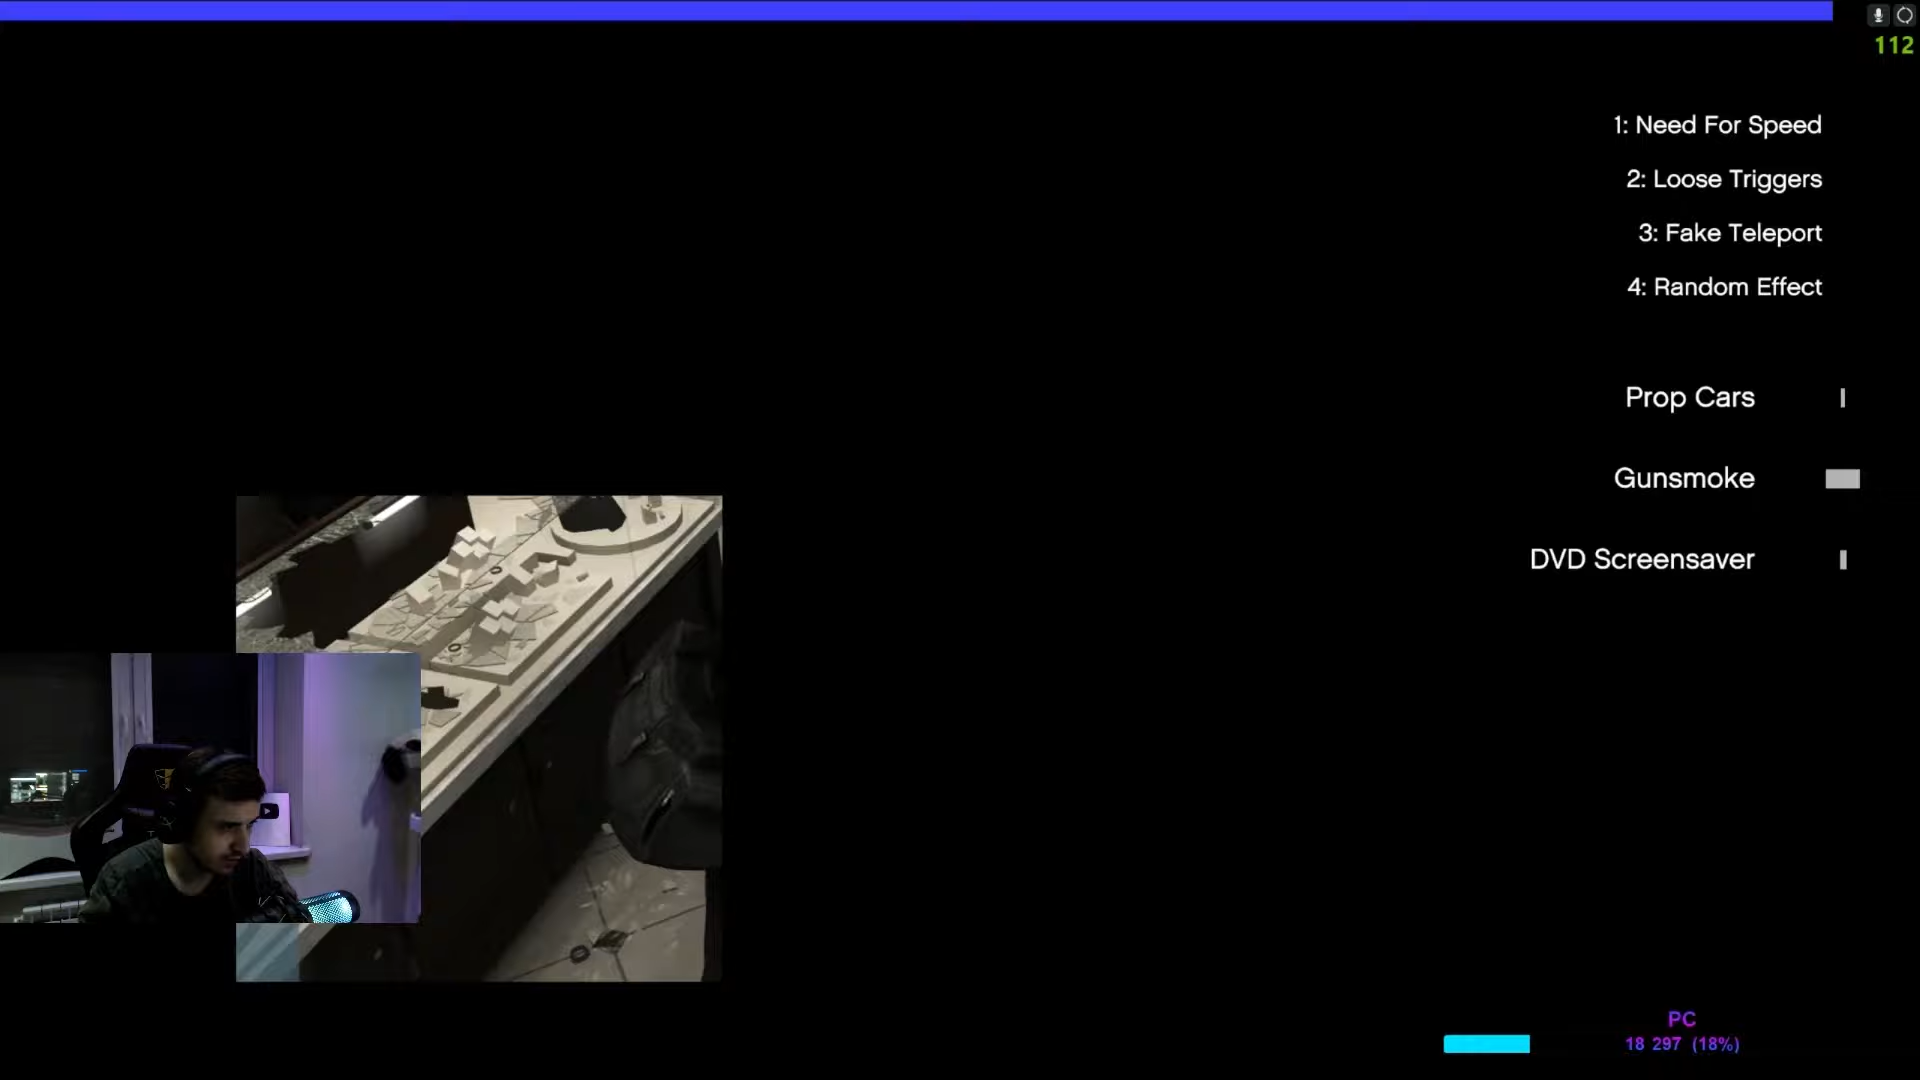 112
1: Need For Speed
2: Loose Triggers
3: Fake Teleport
4: Random Effect
Prop Cars
Gunsmoke
DVD Screensaver
PC
18 297 (18%)